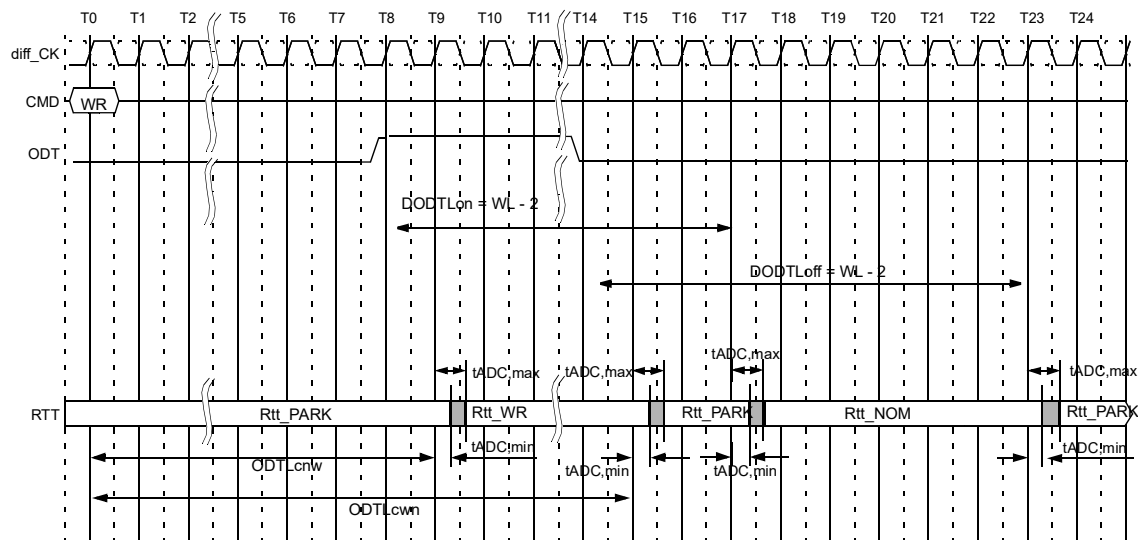 T0 T1 T2 T5 T6 T7 T8 T9 T10 T11 T14 T15 T16 T17 T18 T19 T20 T21 T22 T23 T24
diff_CK
CMD WR
ODT
DODTLon = WL - 2
DODTLoff = WL - 2
tADC,max
tADC,max tADC,max tADC,max
RTT Rtt_PARK Rtt_WR Rtt_PARK Rtt_NOM Rtt_PARK
tADC,min tADC,min
ODTLcnw tADC,min tADC,min
ODTLcwn